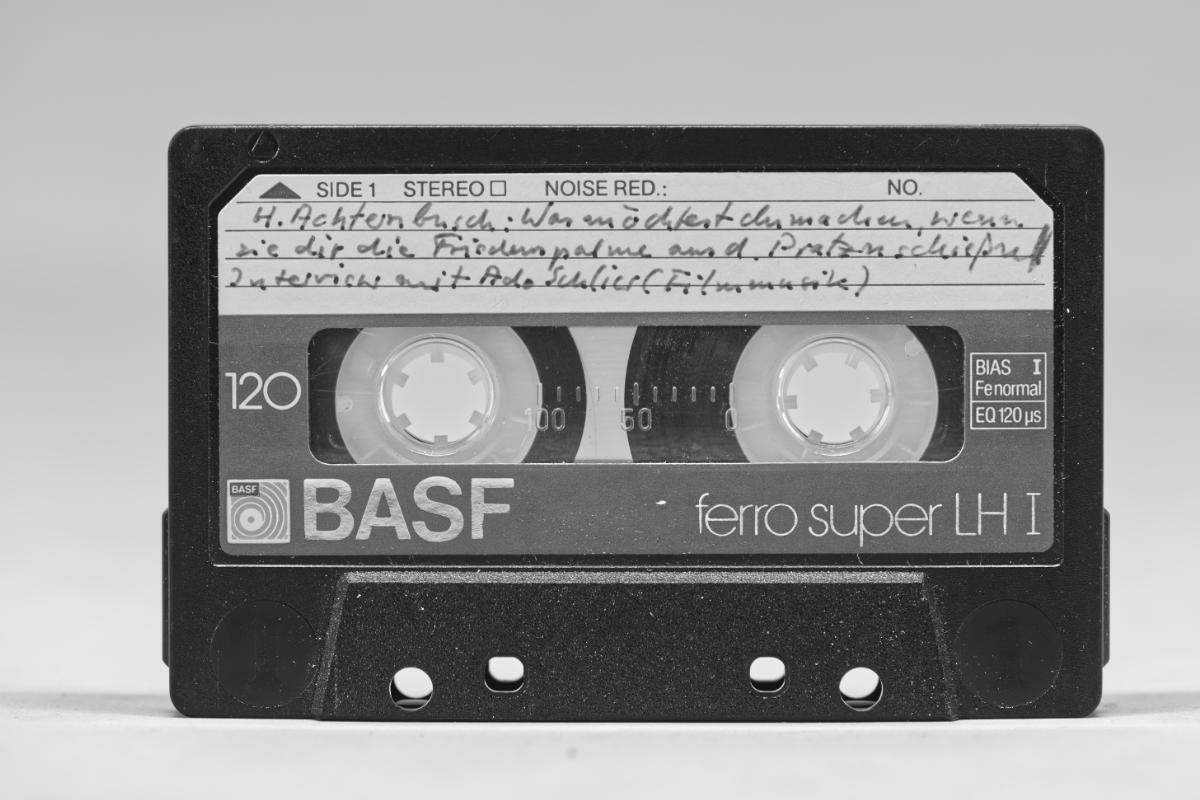 SIDE 1 STEREO NOISE RED.: NO.
H. Achternbusch: Was möchtest du machen, wenn
sie dir die Friedenspalme aus d. Pratzn schießen
Interview mit Ado Schlier (Filmmusik)
120
100 50 0
BIAS I
Fe normal
EQ 120 µs
BASF
BASF
ferro super LH I